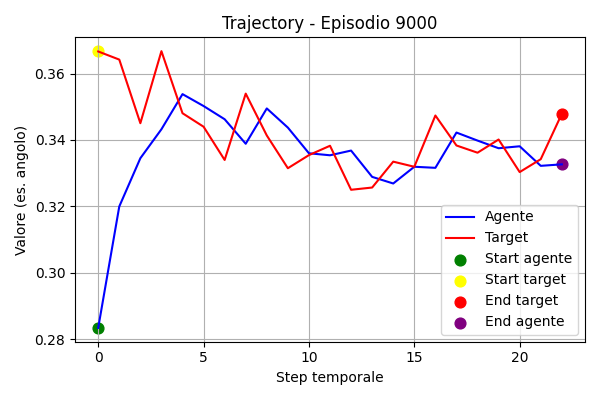 Trajectory - Episodio 9000
Valore (es. angolo)
0.36
0.34
0.32
0.30
0.28
0
5
10
15
20
Step temporale
Agente
Target
Start agente
Start target
End target
End agente